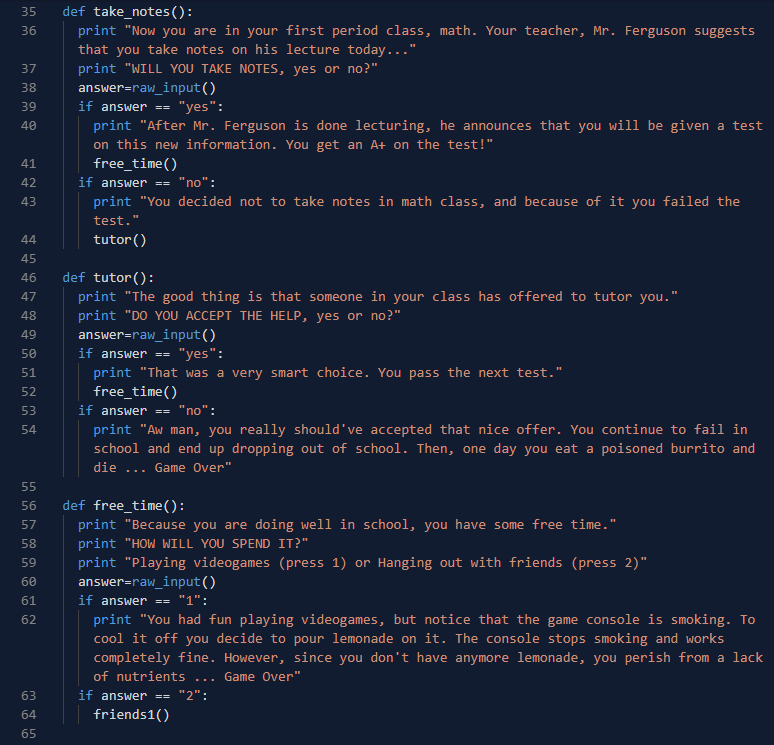 35 def take_notes():
36 print "Now you are in your first period class, math. Your teacher, Mr. Ferguson suggests
that you take notes on his lecture today..."
37 print "WILL YOU TAKE NOTES, yes or no?"
38 answer=raw_input()
39 if answer == "yes":
40 print "After Mr. Ferguson is done lecturing, he announces that you will be given a test
on this new information. You get an A+ on the test!"
41 free_time()
42 if answer == "no":
43 print "You decided not to take notes in math class, and because of it you failed the
test."
44 tutor()
45
46 def tutor():
47 print "The good thing is that someone in your class has offered to tutor you."
48 print "DO YOU ACCEPT THE HELP, yes or no?"
49 answer=raw_input()
50 if answer == "yes":
51 print "That was a very smart choice. You pass the next test."
52 free_time()
53 if answer == "no":
54 print "Aw man, you really should've accepted that nice offer. You continue to fail in
school and end up dropping out of school. Then, one day you eat a poisoned burrito and
die ... Game Over"
55
56 def free_time():
57 print "Because you are doing well in school, you have some free time."
58 print "HOW WILL YOU SPEND IT?"
59 print "Playing videogames (press 1) or Hanging out with friends (press 2)"
60 answer=raw_input()
61 if answer == "1":
62 print "You had fun playing videogames, but notice that the game console is smoking. To
cool it off you decide to pour lemonade on it. The console stops smoking and works
completely fine. However, since you don't have anymore lemonade, you perish from a lack
of nutrients ... Game Over"
63 if answer == "2":
64 friends1()
65